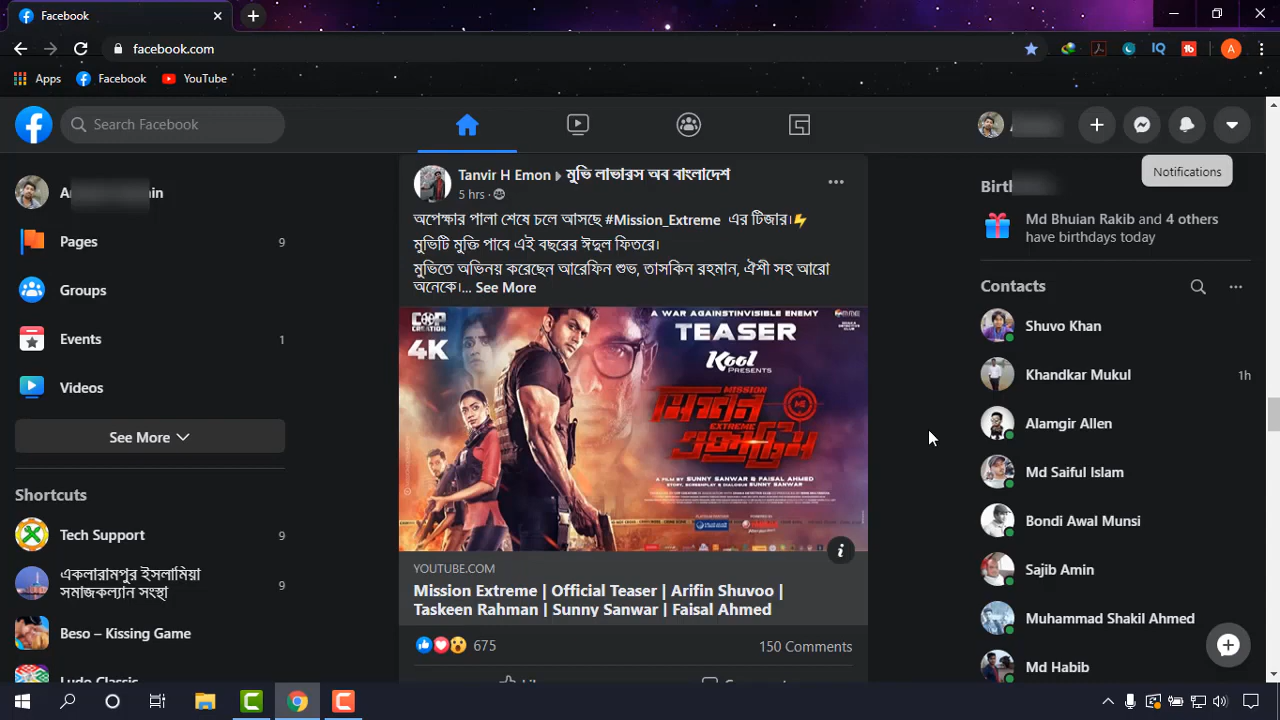 Facebook
facebook.com
Apps
Facebook
YouTube
Search Facebook
Notifications
Pages
9
Groups
Events
1
Videos
See More
Shortcuts
Tech Support
9
একলারামপুর ইসলামিয়া
সমাজকল্যান সংস্থা
9
Beso – Kissing Game
Ludo Classic
Tanvir H Emon ▸ মুভি লাভারস অব বাংলাদেশ
5 hrs ·
অপেক্ষার পালা শেষে চলে আসছে #Mission_Extreme এর টিজার।⚡
মুভিটি মুক্তি পাবে এই বছরের ঈদুল ফিতরে।
মুভিতে অভিনয় করেছেন আরেফিন শুভ, তাসকিন রহমান, ঐশী সহ আরো
অনেকে।... See More
COP
CREATION
4K
A WAR AGAINSTINVISIBLE ENEMY
TEASER
Kool
PRESENTS
MISSION
মিশন
EXTREME
এক্সট্রিম
A FILM BY SUNNY SANWAR & FAISAL AHMED
STORY, SCREENPLAY & DIALOGUE SUNNY SANWAR
YOUTUBE.COM
Mission Extreme | Official Teaser | Arifin Shuvoo |
Taskeen Rahman | Sunny Sanwar | Faisal Ahmed
675
150 Comments
Md Bhuian Rakib and 4 others
have birthdays today
Contacts
Shuvo Khan
Khandkar Mukul
1h
Alamgir Allen
Md Saiful Islam
Bondi Awal Munsi
Sajib Amin
Muhammad Shakil Ahmed
Md Habib